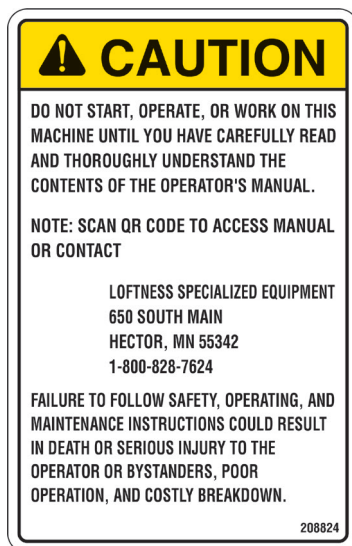 CAUTION
DO NOT START, OPERATE, OR WORK ON THIS
MACHINE UNTIL YOU HAVE CAREFULLY READ
AND THOROUGHLY UNDERSTAND THE
CONTENTS OF THE OPERATOR'S MANUAL.
NOTE: SCAN QR CODE TO ACCESS MANUAL
OR CONTACT
LOFTNESS SPECIALIZED EQUIPMENT
650 SOUTH MAIN
HECTOR, MN 55342
1-800-828-7624
FAILURE TO FOLLOW SAFETY, OPERATING, AND
MAINTENANCE INSTRUCTIONS COULD RESULT
IN DEATH OR SERIOUS INJURY TO THE
OPERATOR OR BYSTANDERS, POOR
OPERATION, AND COSTLY BREAKDOWN.
208824